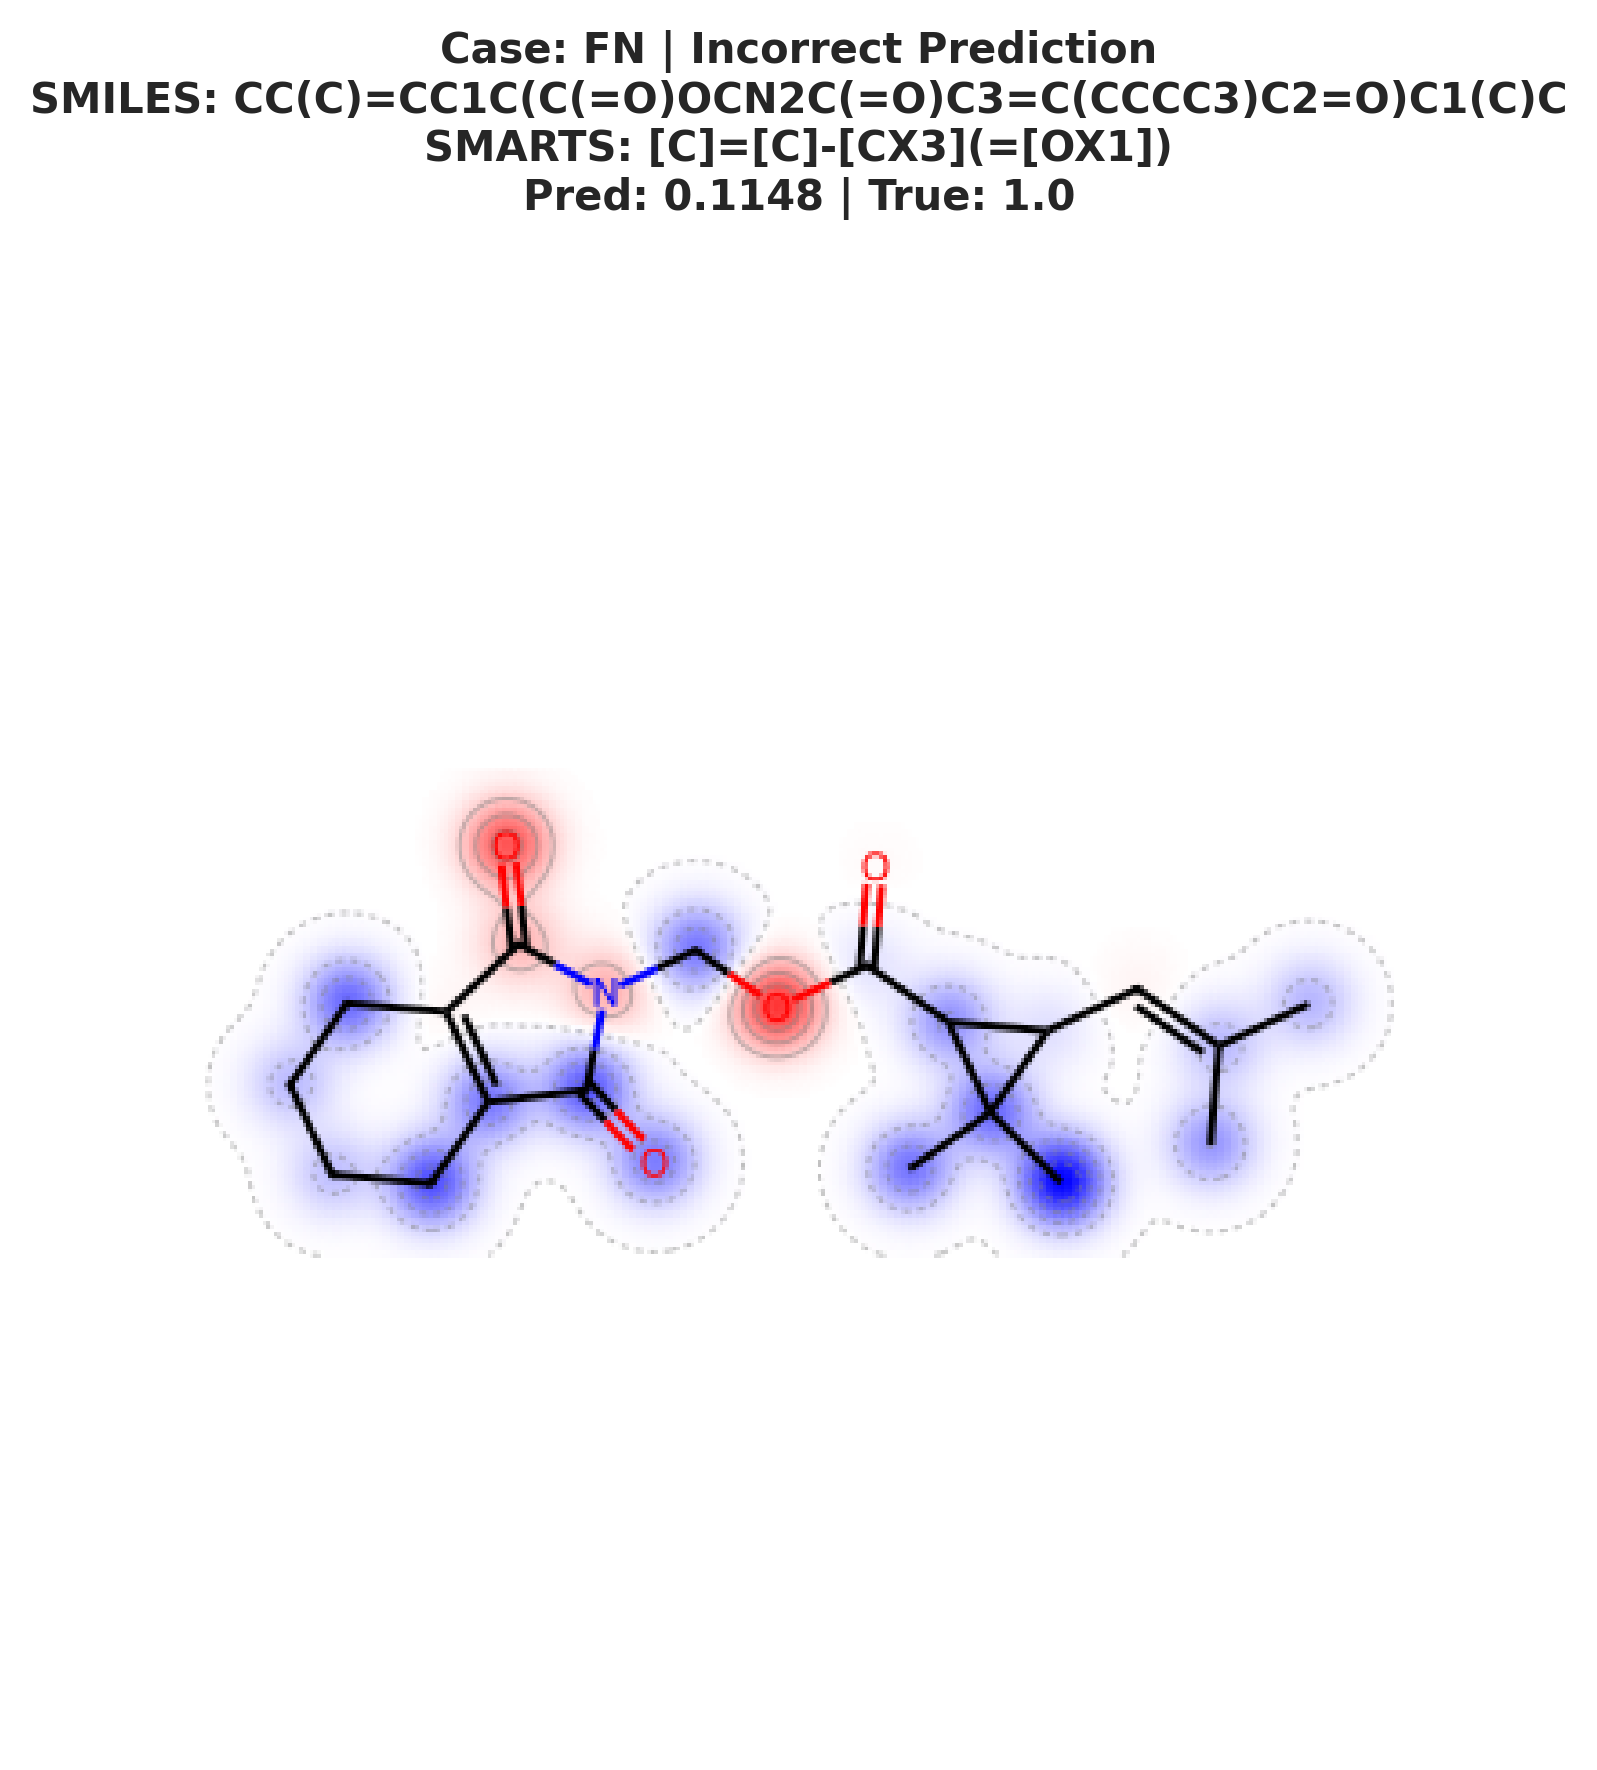 Case: FN | Incorrect Prediction
SMILES: CC(C)=CC1C(C(=O)OCN2C(=O)C3=C(CCCC3)C2=O)C1(C)C
SMARTS: [C]=[C]-[CX3](=[OX1])
Pred: 0.1148 | True: 1.0
O
O
N
O
O